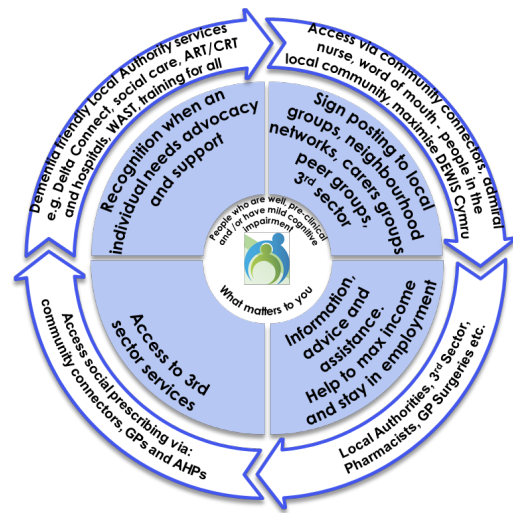 Dementia friendly Local Authority services
e.g. Delta Connect, social care, ART/CRT
and hospitals, WAST, training for all
Access via community connectors, admiral
nurse, word of mouth - people in the
local community, maximise DEWIS Cymru
Recognition when an
individual needs advocacy
and support
Sign posting to local
groups, neighbourhood
networks, carers groups
peer groups,
3rd sector
People who are well, pre-clinical
and /or have mild cognitive
impairment
What matters to you
Access to 3rd
sector services
Information,
advice and
assistance.
Help to max income
and stay in employment
Access social prescribing via:
community connectors, GPs and AHPs
Local Authorities, 3rd Sector,
Pharmacists, GP Surgeries etc.